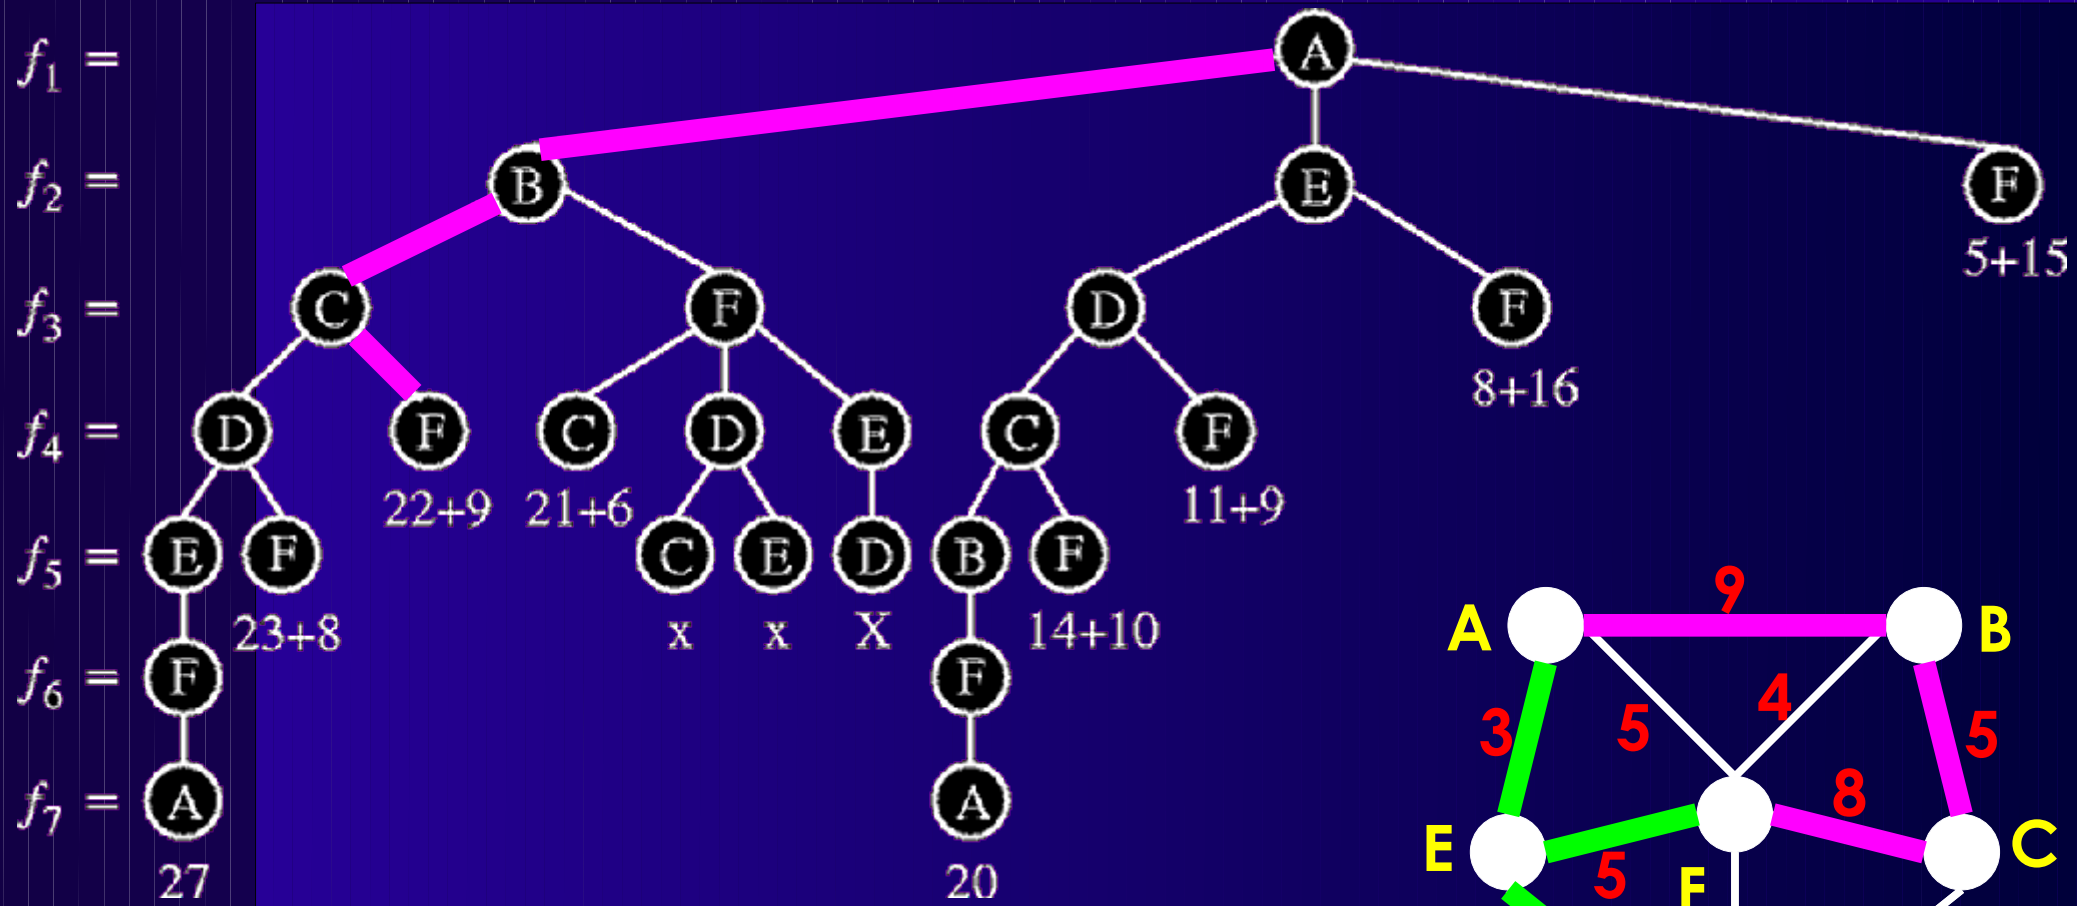 f1 = A
f2 = B E F
5+15
f3 = C F D F
8+16
f4 = D F C D E C F
22+9 21+6 11+9
f5 = E F C E D B F
23+8 x x X 14+10
f6 = F F
f7 = A A
27 20
9
A B
3 5 4 5
8
E C
5 F